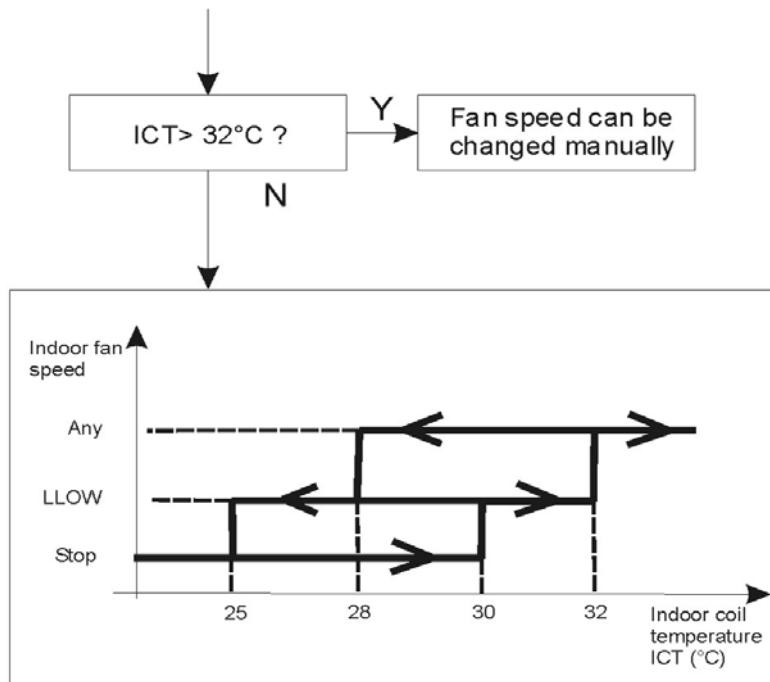 ICT> 32°C ?
Y
Fan speed can be
changed manually
N
Indoor fan
speed
Any
LLOW
Stop
25 28 30 32
Indoor coil
temperature
ICT (°C)